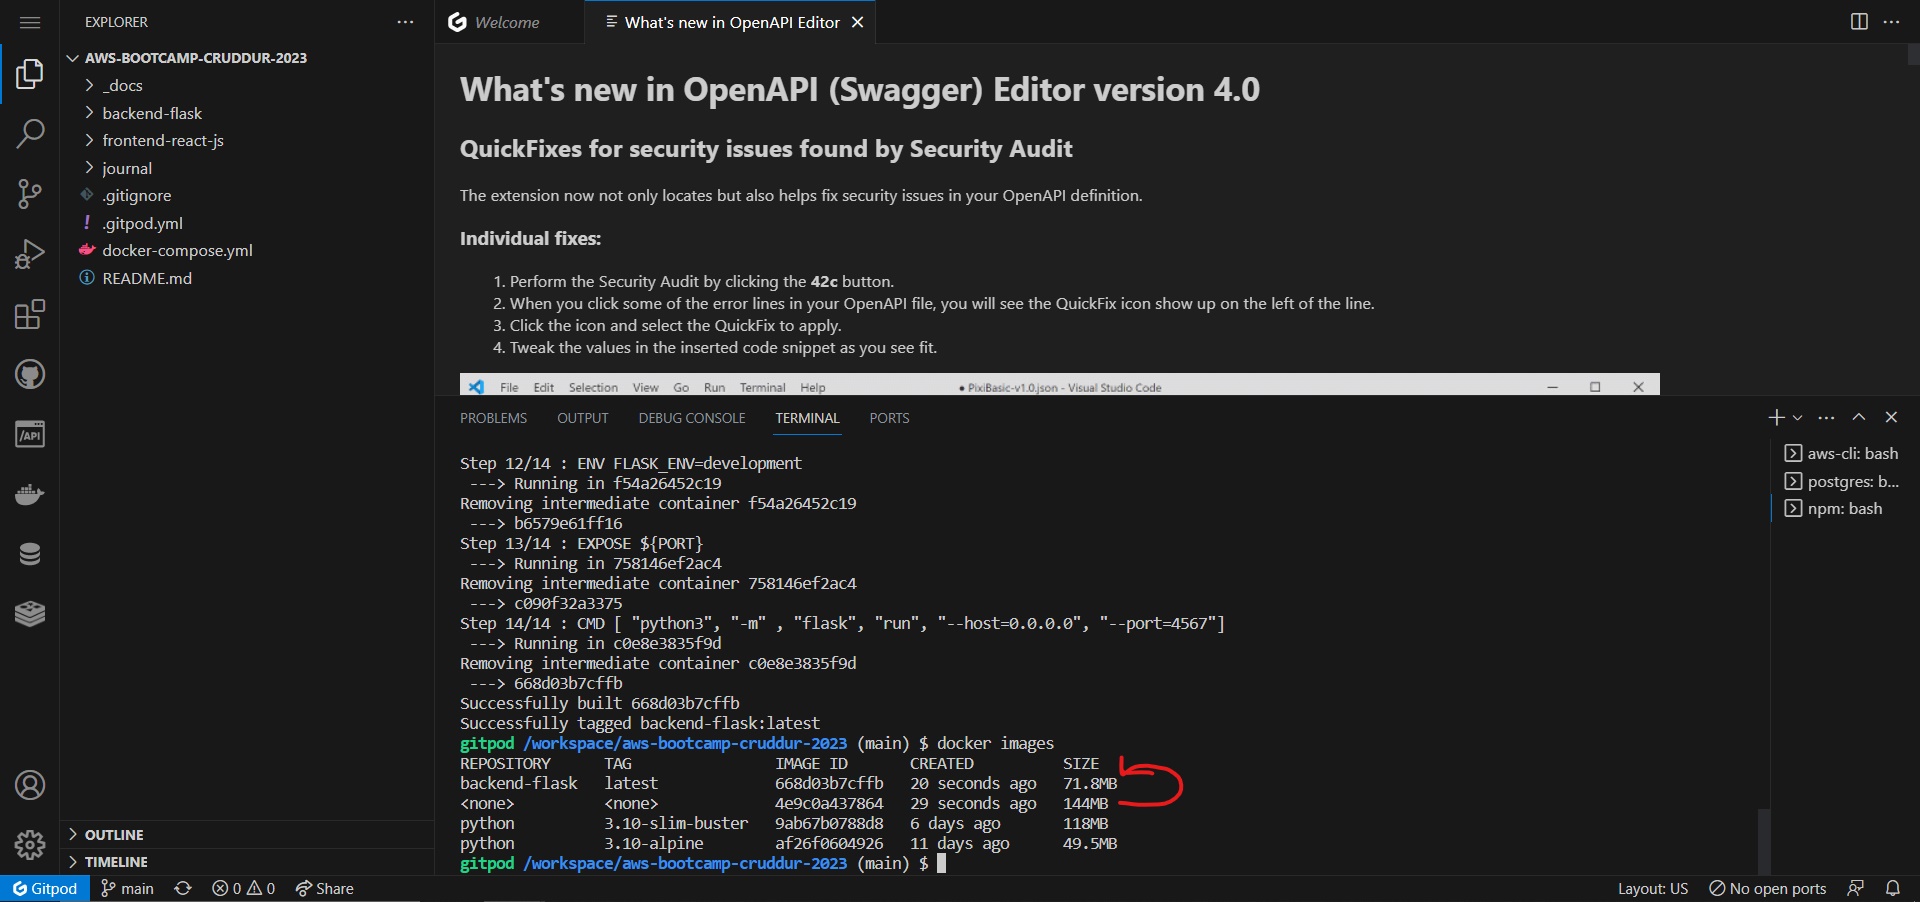 EXPLORER
Welcome
What's new in OpenAPI Editor
AWS-BOOTCAMP-CRUDDUR-2023
_docs
backend-flask
frontend-react-js
journal
.gitignore
.gitpod.yml
docker-compose.yml
README.md
OUTLINE
TIMELINE
What's new in OpenAPI (Swagger) Editor version 4.0
QuickFixes for security issues found by Security Audit
The extension now not only locates but also helps fix security issues in your OpenAPI definition.
Individual fixes:
1. Perform the Security Audit by clicking the 42c button.
2. When you click some of the error lines in your OpenAPI file, you will see the QuickFix icon show up on the left of the line.
3. Click the icon and select the QuickFix to apply.
4. Tweak the values in the inserted code snippet as you see fit.
File Edit Selection View Go Run Terminal Help ● PixiBasic-v1.0.json - Visual Studio Code
PROBLEMS OUTPUT DEBUG CONSOLE TERMINAL PORTS
Step 12/14 : ENV FLASK_ENV=development
---> Running in f54a26452c19
Removing intermediate container f54a26452c19
---> b6579e61ff16
Step 13/14 : EXPOSE ${PORT}
---> Running in 758146ef2ac4
Removing intermediate container 758146ef2ac4
---> c090f32a3375
Step 14/14 : CMD [ "python3", "-m" , "flask", "run", "--host=0.0.0.0", "--port=4567"]
---> Running in c0e8e3835f9d
Removing intermediate container c0e8e3835f9d
---> 668d03b7cffb
Successfully built 668d03b7cffb
Successfully tagged backend-flask:latest
gitpod /workspace/aws-bootcamp-cruddur-2023 (main) $ docker images
REPOSITORY TAG IMAGE ID CREATED SIZE
backend-flask latest 668d03b7cffb 20 seconds ago 71.8MB
<none> <none> 4e9c0a437864 29 seconds ago 144MB
python 3.10-slim-buster 9ab67b0788d8 6 days ago 118MB
python 3.10-alpine af26f0604926 11 days ago 49.5MB
gitpod /workspace/aws-bootcamp-cruddur-2023 (main) $
aws-cli: bash
postgres: b...
npm: bash
/API
Gitpod main 0 0 Share Layout: US No open ports